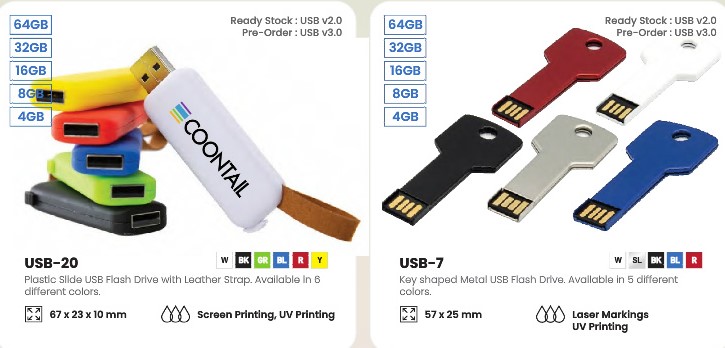 64GB
32GB
16GB
8GB
4GB
Ready Stock : USB v2.0
Pre-Order : USB v3.0
COONTAIL
USB-20
W BK GR BL R Y
Plastic Slide USB Flash Drive with Leather Strap. Available in 6
different colors.
67 x 23 x 10 mm
Screen Printing, UV Printing
64GB
32GB
16GB
8GB
4GB
Ready Stock : USB v2.0
Pre-Order : USB v3.0
USB-7
W SL BK BL R
Key shaped Metal USB Flash Drive. Available in 5 different
colors.
57 x 25 mm
Laser Markings
UV Printing